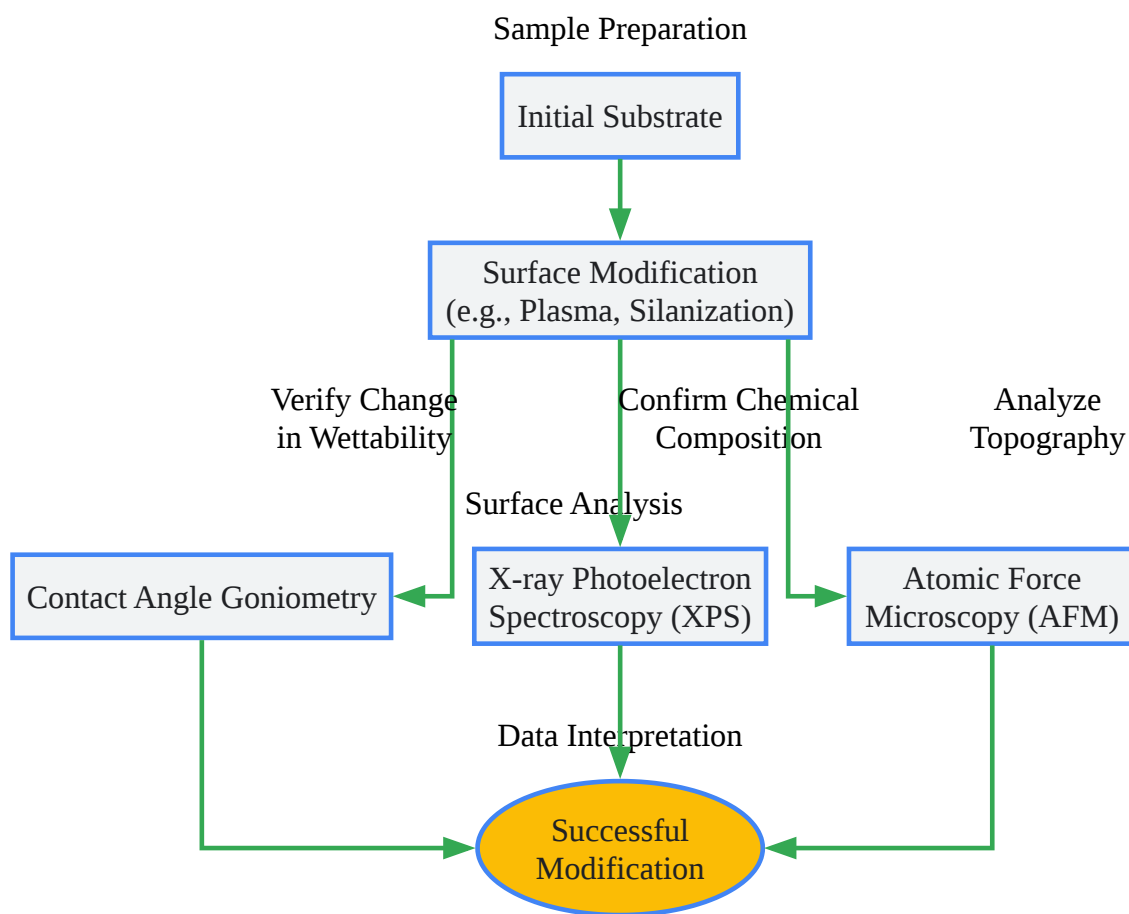 Sample Preparation
Initial Substrate
Surface Modification
(e.g., Plasma, Silanization)
Verify Change
in Wettability
Confirm Chemical
Composition
Analyze
Topography
Surface Analysis
Contact Angle Goniometry
X-ray Photoelectron
Spectroscopy (XPS)
Atomic Force
Microscopy (AFM)
Data Interpretation
Successful
Modification